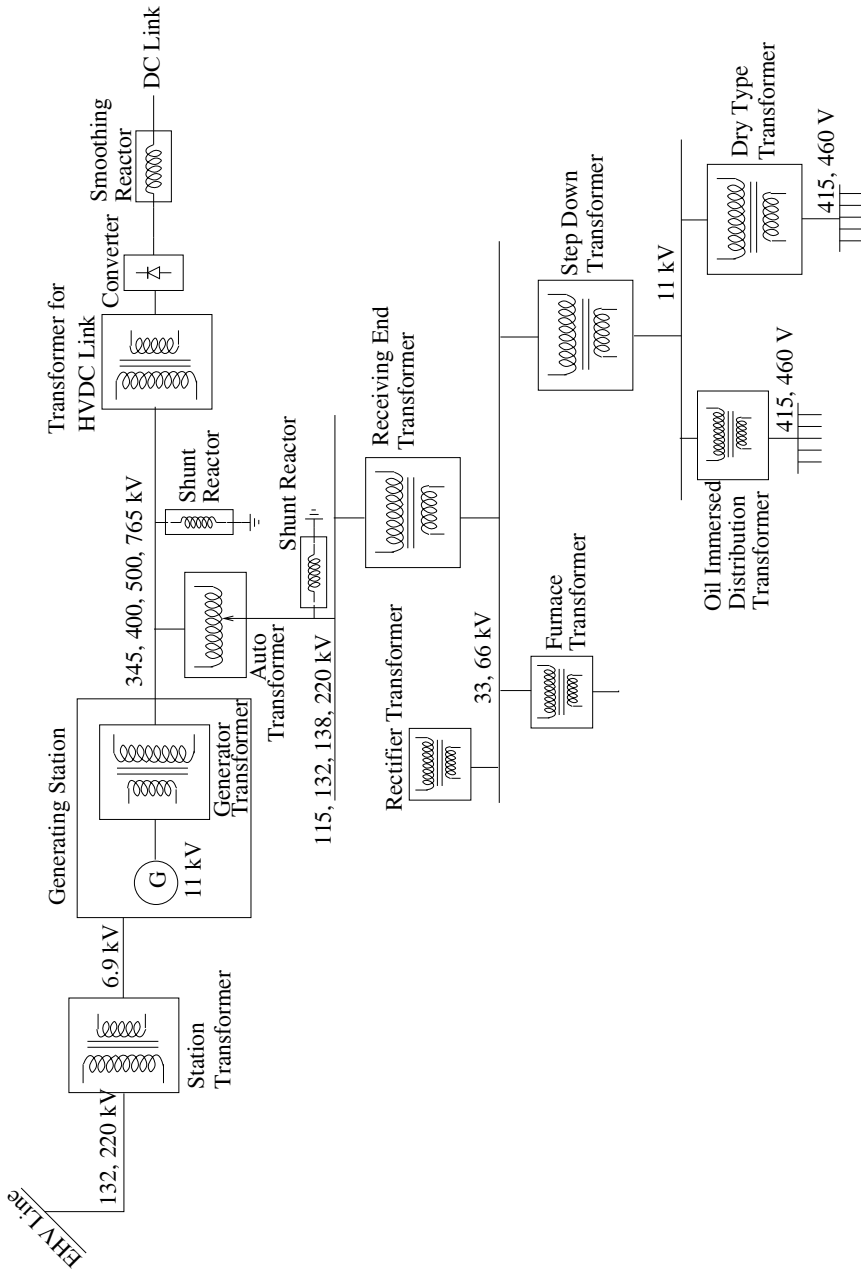 EHV Line
132, 220 kV
Station
Transformer
6.9 kV
Generating Station
G
11 kV
Generator
Transformer
345, 400, 500, 765 kV
Auto
Transformer
Shunt
Reactor
Transformer for
HVDC Link
Converter
Smoothing
Reactor
DC Link
115, 132, 138, 220 kV
Shunt Reactor
Receiving End
Transformer
Rectifier Transformer
33, 66 kV
Furnace
Transformer
Step Down
Transformer
11 kV
Oil Immersed
Distribution
Transformer
415, 460 V
Dry Type
Transformer
415, 460 V